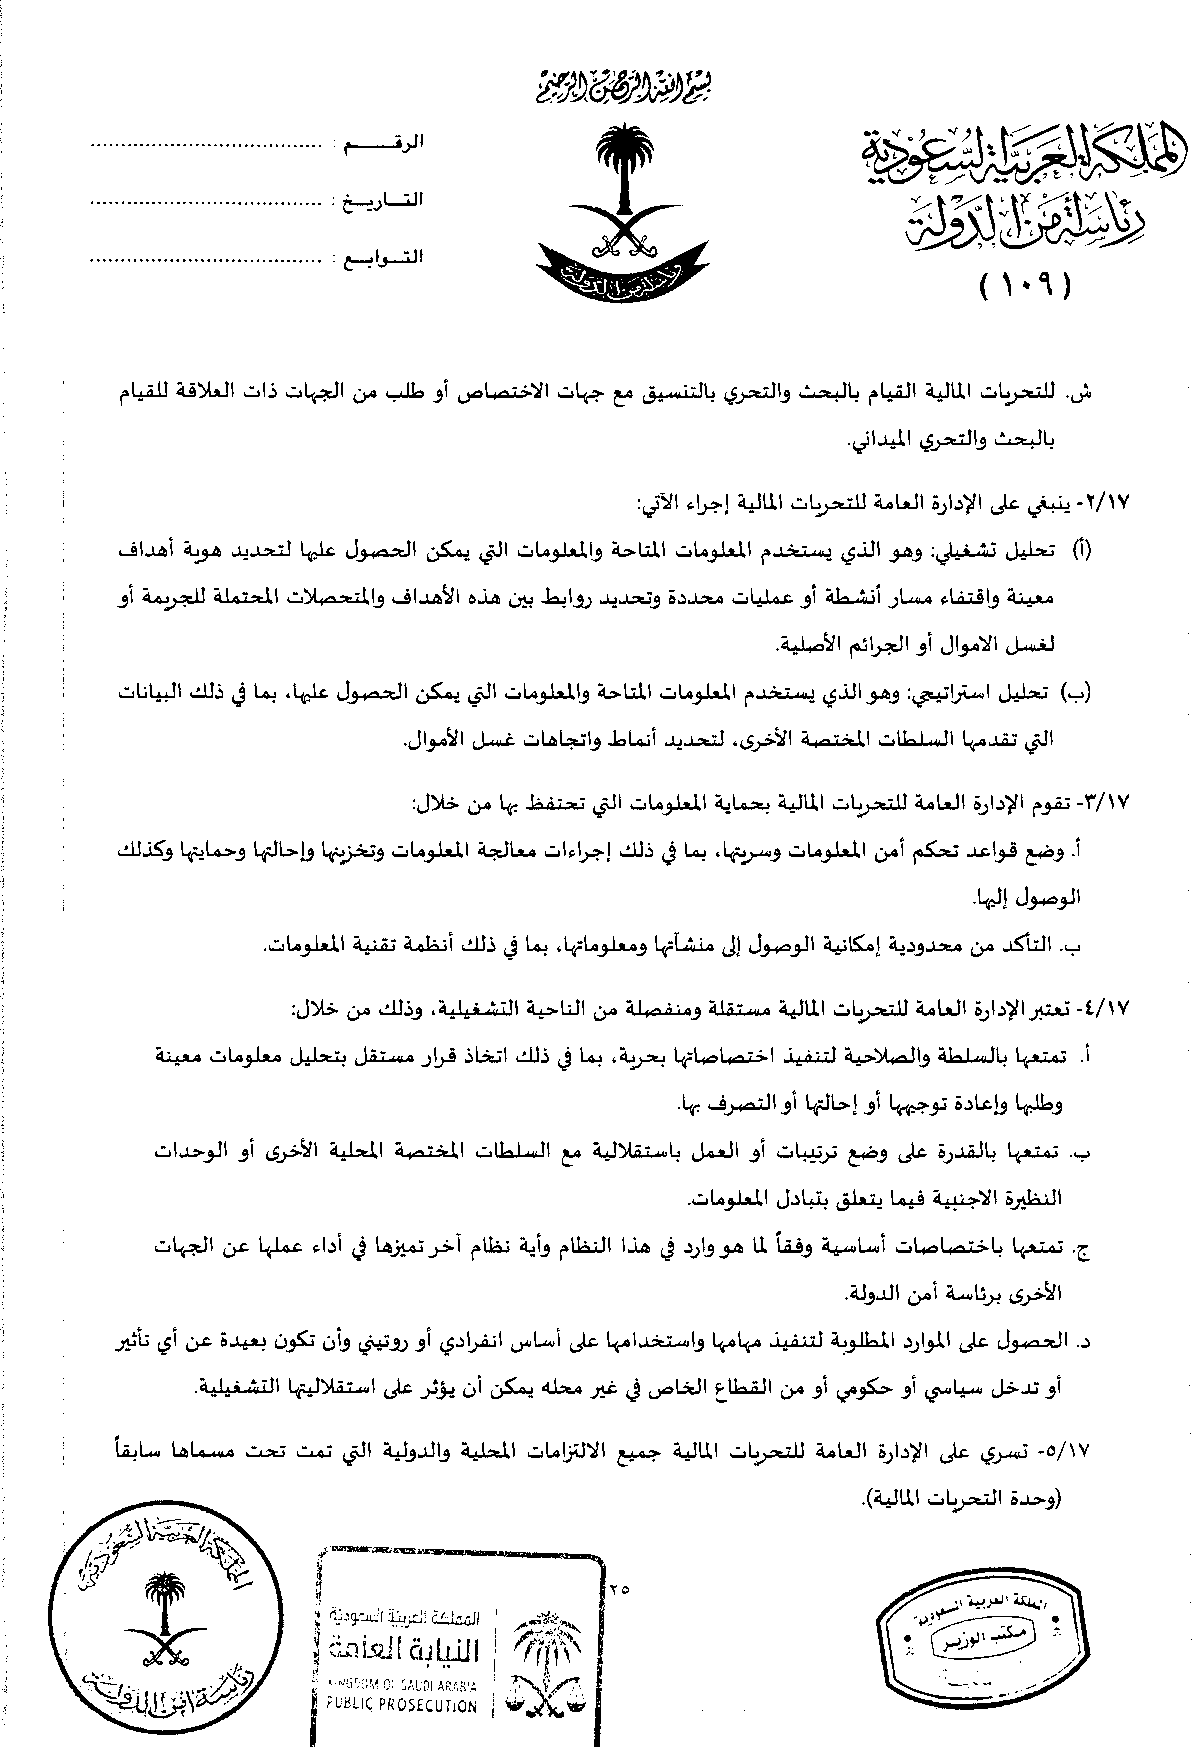 بسم الله الرحمن الرحيم
المملكة العربية السعودية
رئاسة أمن الدولة
(١٠٩)
الرقـــــم : ......................................
التـاريـخ : ......................................
التـوابـع : ......................................
رئاسة أمن الدولة
ش. للتحريات المالية القيام بالبحث والتحري بالتنسيق مع جهات الاختصاص أو طلب من الجهات ذات العلاقة للقيام
بالبحث والتحري الميداني.
٢/١٧- ينبغي على الإدارة العامة للتحريات المالية إجراء الآتي:
(أ) تحليل تشغيلي: وهو الذي يستخدم المعلومات المتاحة والمعلومات التي يمكن الحصول عليها لتحديد هوية أهداف
معينة واقتفاء مسار أنشطة أو عمليات محددة وتحديد روابط بين هذه الأهداف والمتحصلات المحتملة للجريمة أو
لغسل الاموال أو الجرائم الأصلية.
(ب) تحليل استراتيجي: وهو الذي يستخدم المعلومات المتاحة والمعلومات التي يمكن الحصول عليها، بما في ذلك البيانات
التي تقدمها السلطات المختصة الأخرى، لتحديد أنماط واتجاهات غسل الأموال.
٣/١٧- تقوم الإدارة العامة للتحريات المالية بحماية المعلومات التي تحتفظ بها من خلال:
أ. وضع قواعد تحكم أمن المعلومات وسريتها، بما في ذلك إجراءات معالجة المعلومات وتخزينها وإحالتها وحمايتها وكذلك
الوصول إليها.
ب. التأكد من محدودية إمكانية الوصول إلى منشآتها ومعلوماتها، بما في ذلك أنظمة تقنية المعلومات.
٤/١٧- تعتبر الإدارة العامة للتحريات المالية مستقلة ومنفصلة من الناحية التشغيلية، وذلك من خلال:
أ. تمتعها بالسلطة والصلاحية لتنفيذ اختصاصاتها بحرية، بما في ذلك اتخاذ قرار مستقل بتحليل معلومات معينة
وطلبها وإعادة توجيهها أو إحالتها أو التصرف بها.
ب. تمتعها بالقدرة على وضع ترتيبات أو العمل باستقلالية مع السلطات المختصة المحلية الأخرى أو الوحدات
النظيرة الاجنبية فيما يتعلق بتبادل المعلومات.
ج. تمتعها باختصاصات أساسية وفقاً لما هو وارد في هذا النظام وأية نظام آخر تميزها في أداء عملها عن الجهات
الأخرى برئاسة أمن الدولة.
د. الحصول على الموارد المطلوبة لتنفيذ مهامها واستخدامها على أساس انفرادي أو روتيني وأن تكون بعيدة عن أي تأثير
أو تدخل سياسي أو حكومي أو من القطاع الخاص في غير محله يمكن أن يؤثر على استقلاليتها التشغيلية.
٥/١٧- تسري على الإدارة العامة للتحريات المالية جميع الالتزامات المحلية والدولية التي تمت تحت مسماها سابقاً
(وحدة التحريات المالية).
٢٥
المملكة العربية السعودية
مكتب الوزير
المملكة العربية السعودية
النيابة العامة
KINGDOM OF SAUDI ARABIA
PUBLIC PROSECUTION
المملكة العربية السعودية
رئاسة امن الدولة